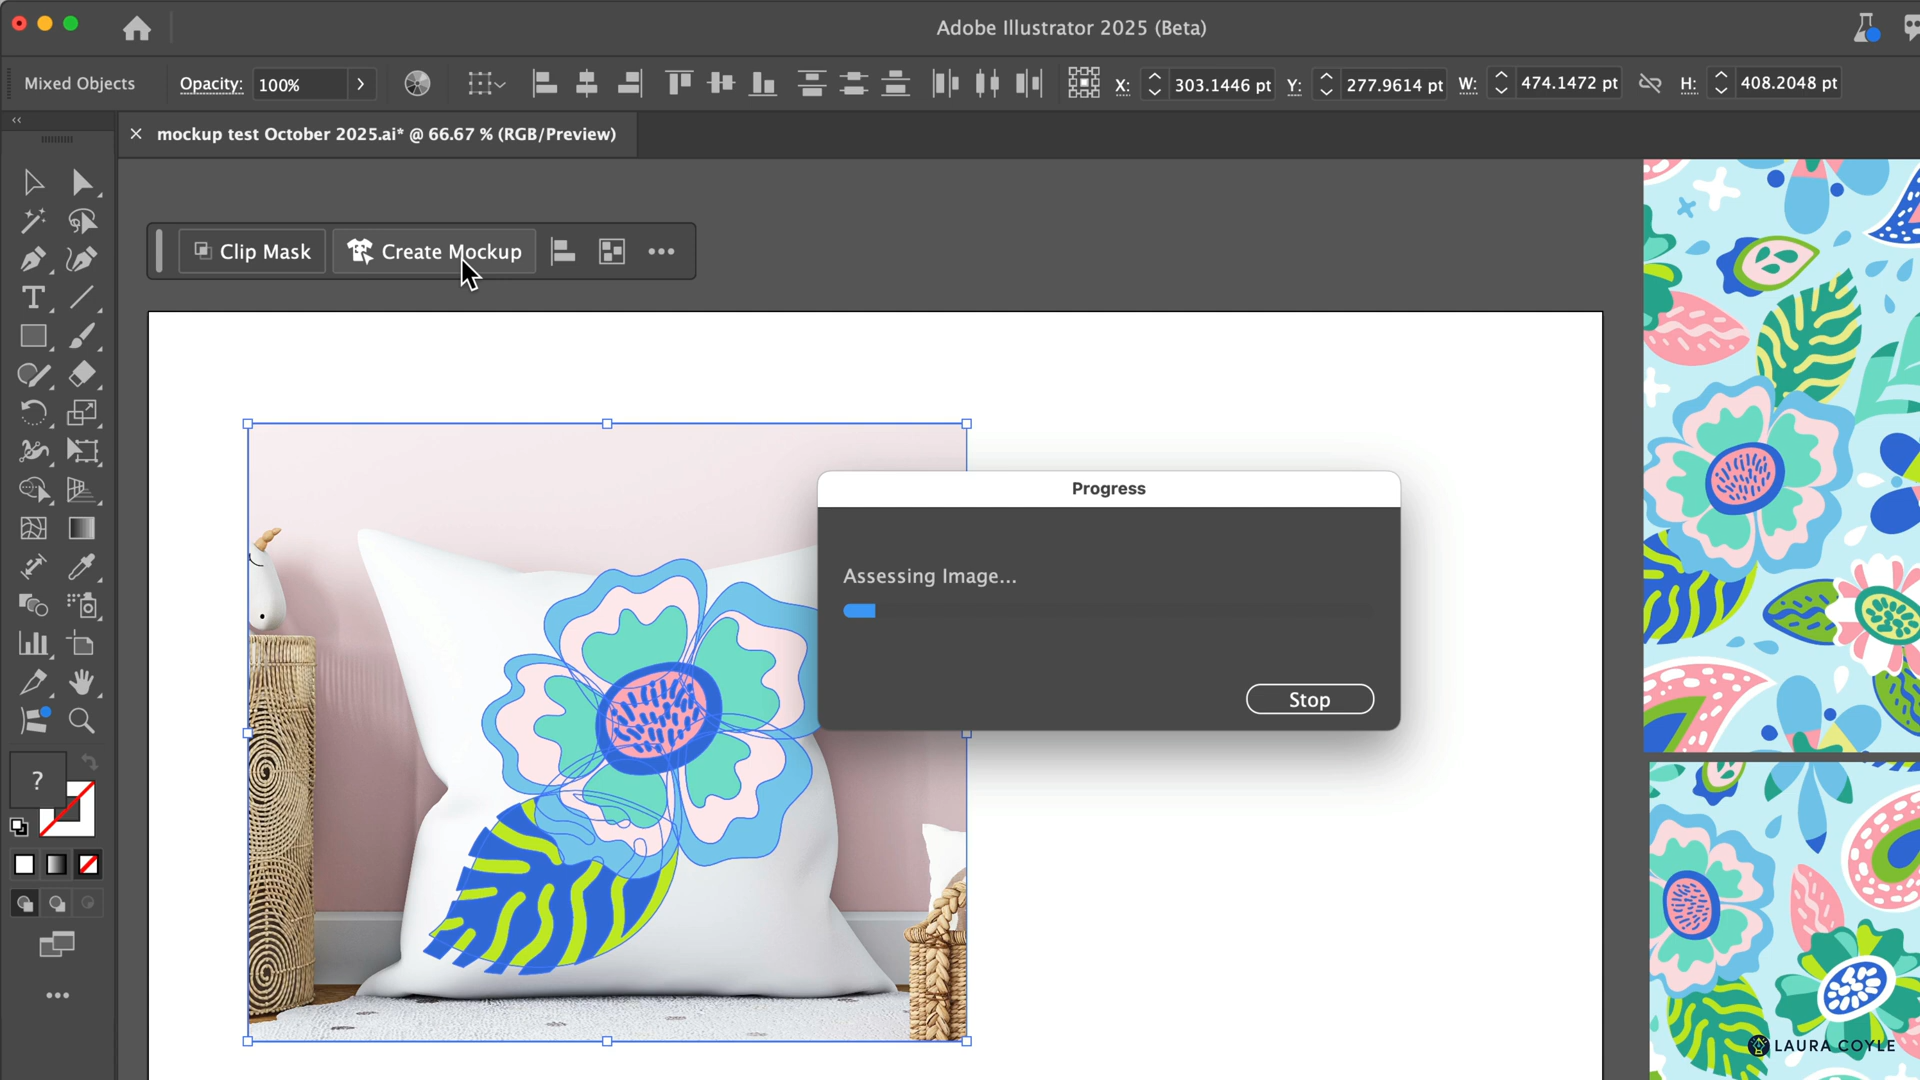 Adobe Illustrator 2025 (Beta)
Mixed Objects Opacity: 100% X: 303.1446 pt Y: 277.9614 pt W: 474.1472 pt H: 408.2048 pt
mockup test October 2025.ai* @ 66.67 % (RGB/Preview)
Clip Mask Create Mockup
Progress
Assessing Image...
Stop
?
LAURA COYLE